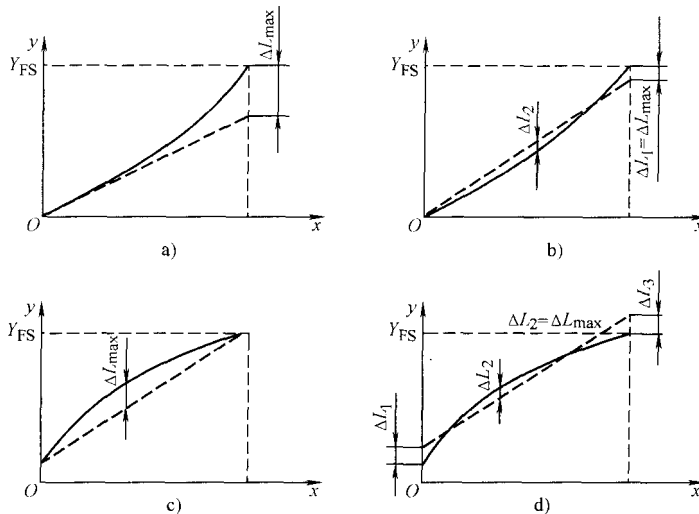 y
Y_FS
ΔL_max
O
x
a)
y
Y_FS
ΔL_2
ΔL_1=ΔL_max
O
x
b)
y
Y_FS
ΔL_max
O
x
c)
y
Y_FS
ΔL_2=ΔL_max
ΔL_3
ΔL_2
ΔL_1
O
x
d)